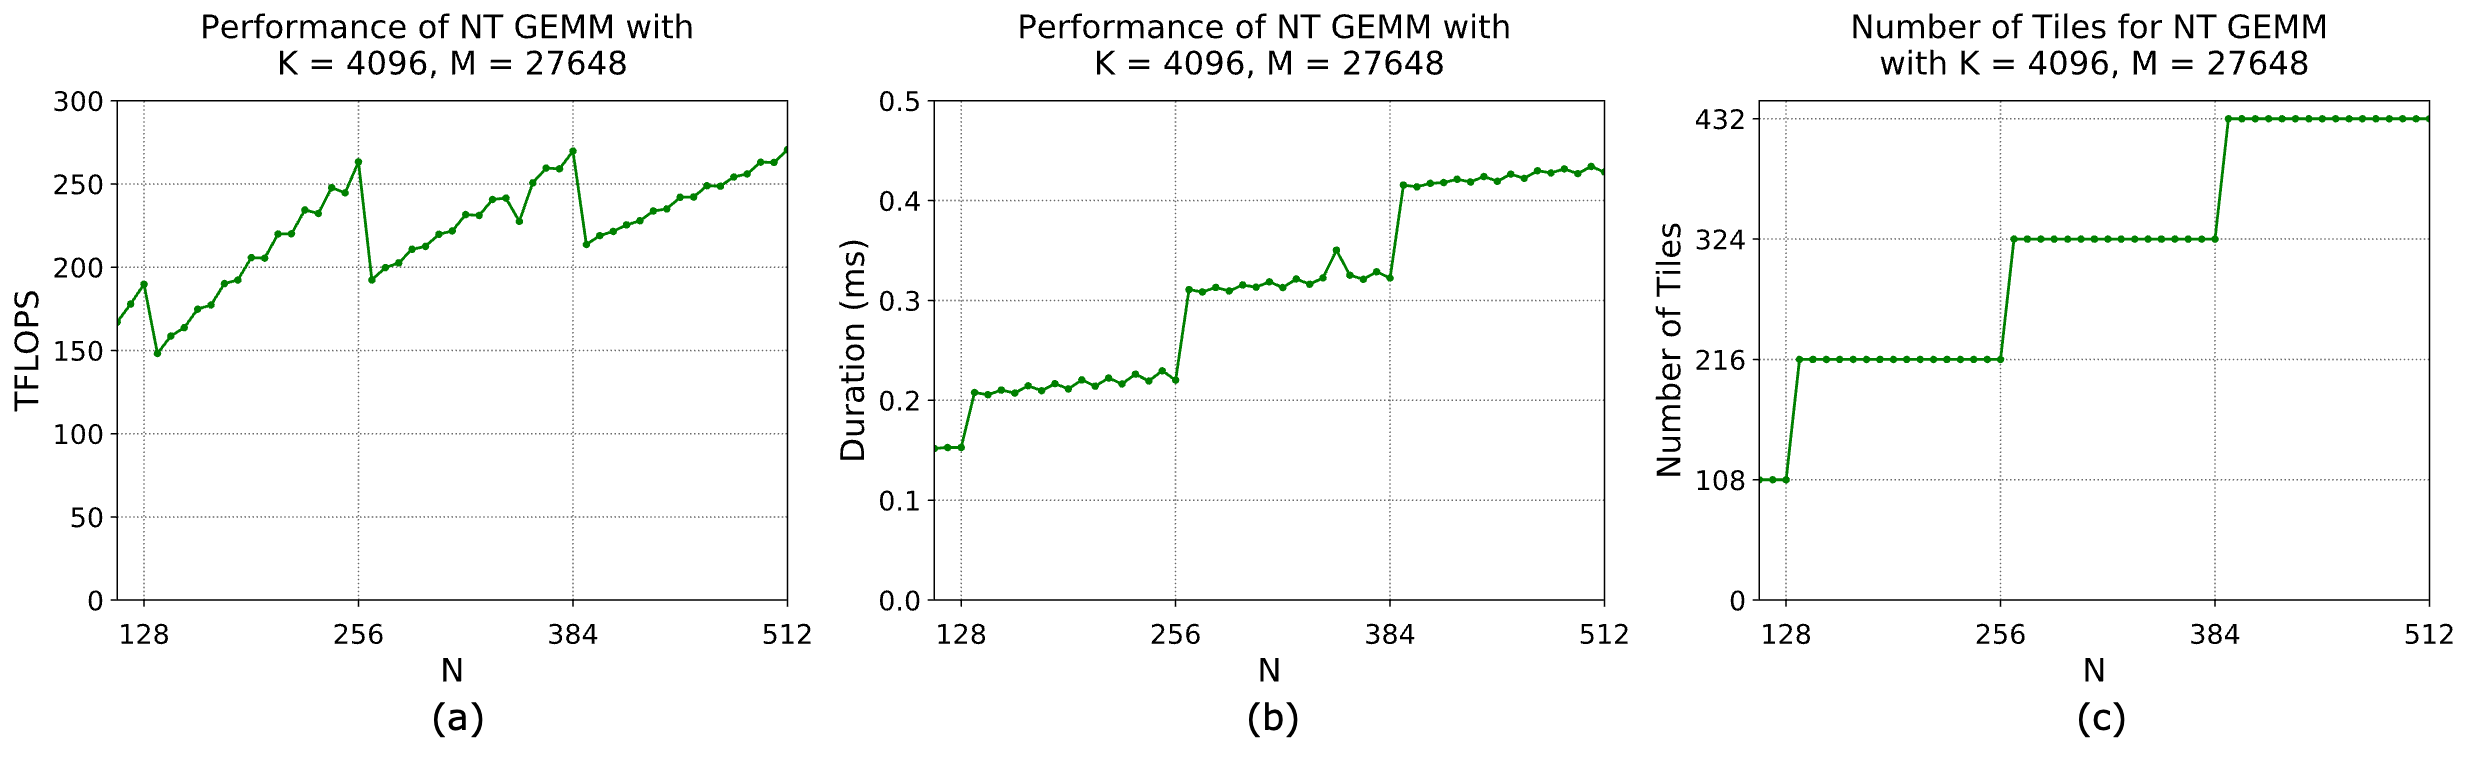 Performance of NT GEMM with
K = 4096, M = 27648
300
250
200
150
100
50
0
TFLOPS
128 256 384 512
N
(a)
Performance of NT GEMM with
K = 4096, M = 27648
0.5
0.4
0.3
0.2
0.1
0.0
Duration (ms)
128 256 384 512
N
(b)
Number of Tiles for NT GEMM
with K = 4096, M = 27648
432
324
216
108
0
Number of Tiles
128 256 384 512
N
(c)